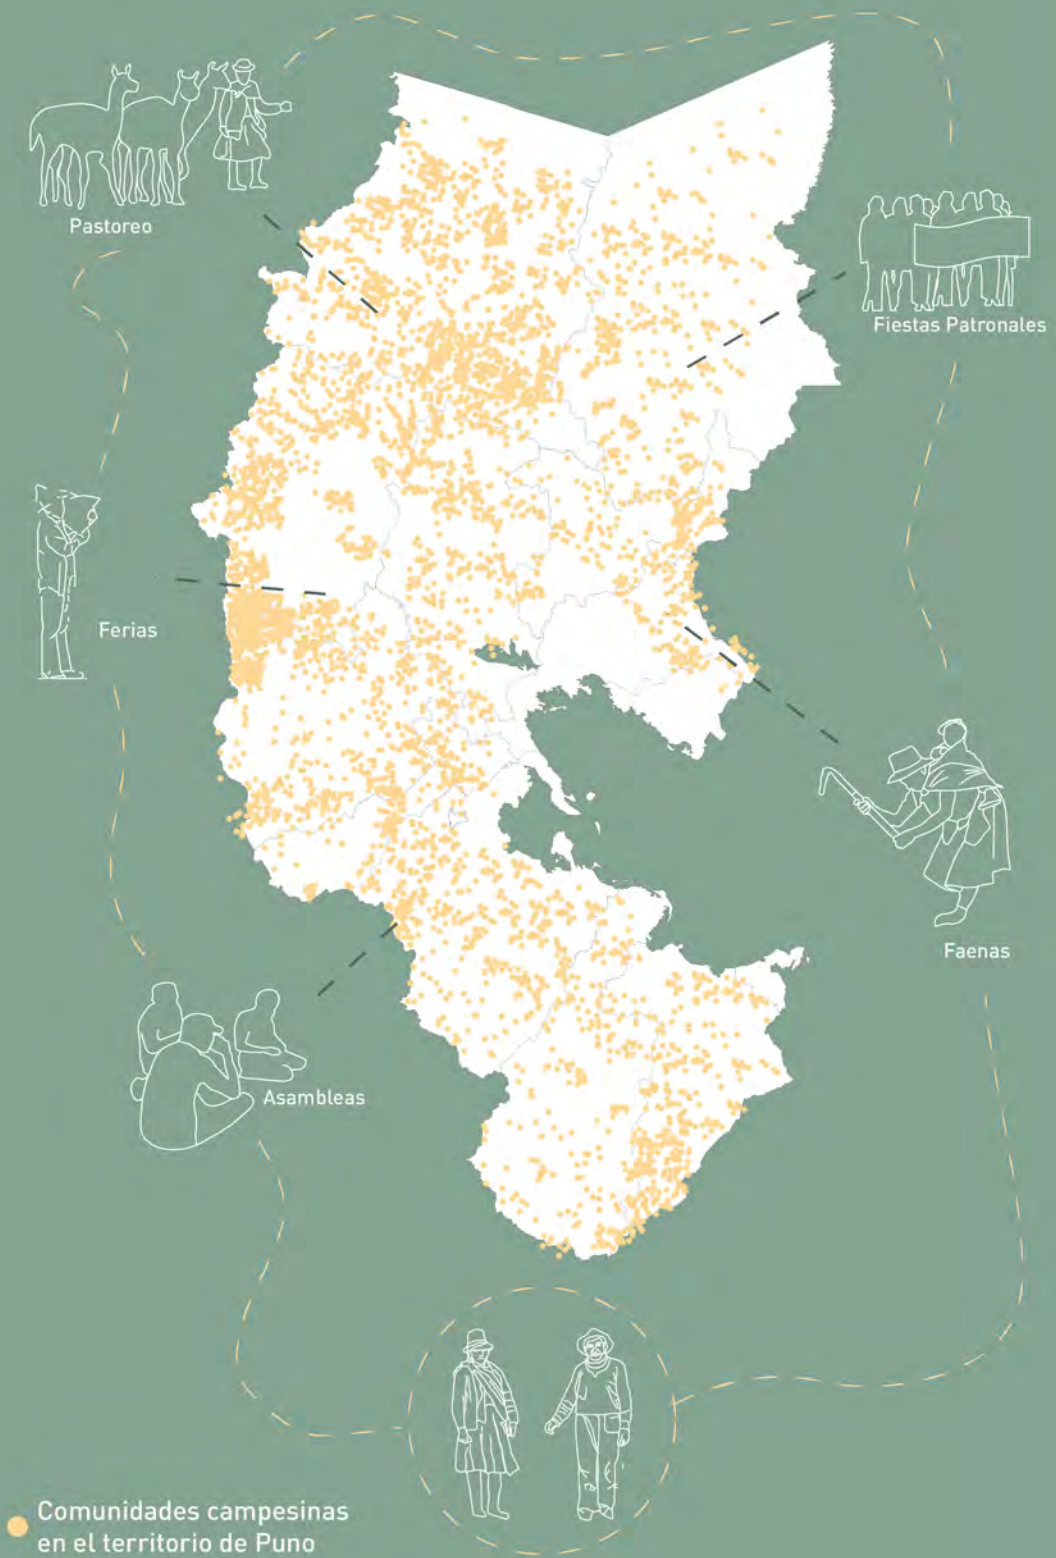 Pastoreo
Fiestas Patronales
Ferias
Faenas
Asambleas
Comunidades campesinas
en el territorio de Puno